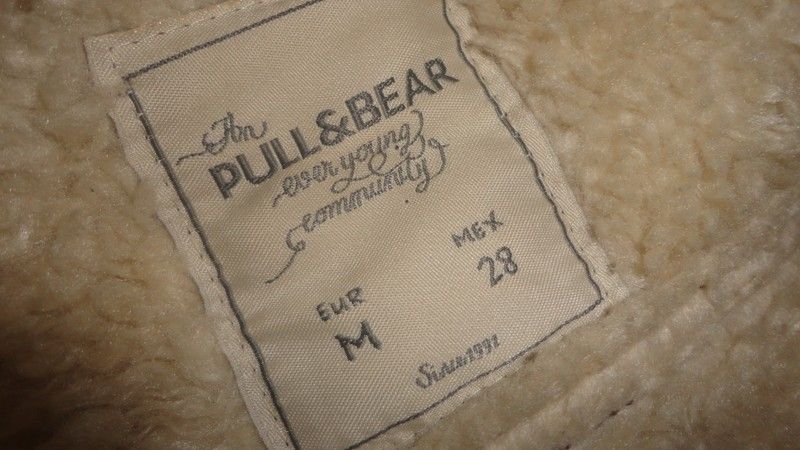 An
PULL&BEAR
ever young
community
EUR MEX
M 28
Since 1991